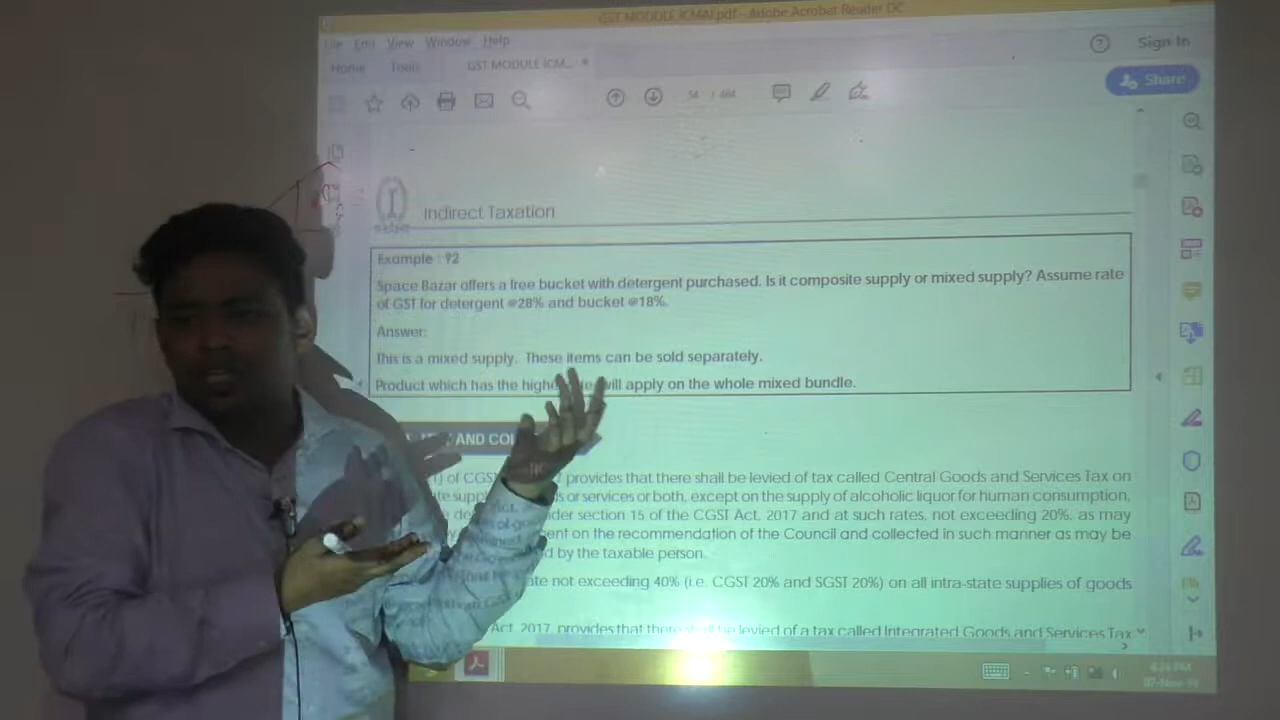 GST MODULE ICMAI.pdf - Adobe Acrobat Reader DC
File Edit View Window Help
Sign In
Home Tools GST MODULE ICM...
54 / 464
Share
Indirect Taxation
Example : 92
Space Bazar offers a free bucket with detergent purchased. Is it composite supply or mixed supply? Assume rate
of GST for detergent @28% and bucket @18%.
Answer:
This is a mixed supply. These items can be sold separately.
Product which has the will apply on the whole mixed bundle.
AND
of CGST provides that there shall be levied of tax called Central Goods and Services Tax on
or services or both, except on the supply of alcoholic liquor for human consumption,
section 15 of the CGST Act, 2017 and at such rates, not exceeding 20%, as may
on the recommendation of the Council and collected in such manner as may be
by the taxable person.
not exceeding 40% (i.e. CGST 20% and SGST 20%) on all intra-state supplies of goods
Act, 2017, provides that there shall be levied of a tax called Integrated Goods and Services Tax
4:24 PM